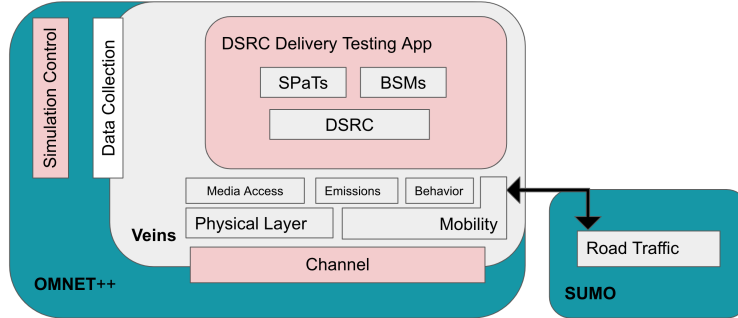 Simulation Control
Data Collection
DSRC Delivery Testing App
SPaTs
BSMs
DSRC
Media Access
Emissions
Behavior
Physical Layer
Mobility
Veins
Channel
OMNET++
Road Traffic
SUMO